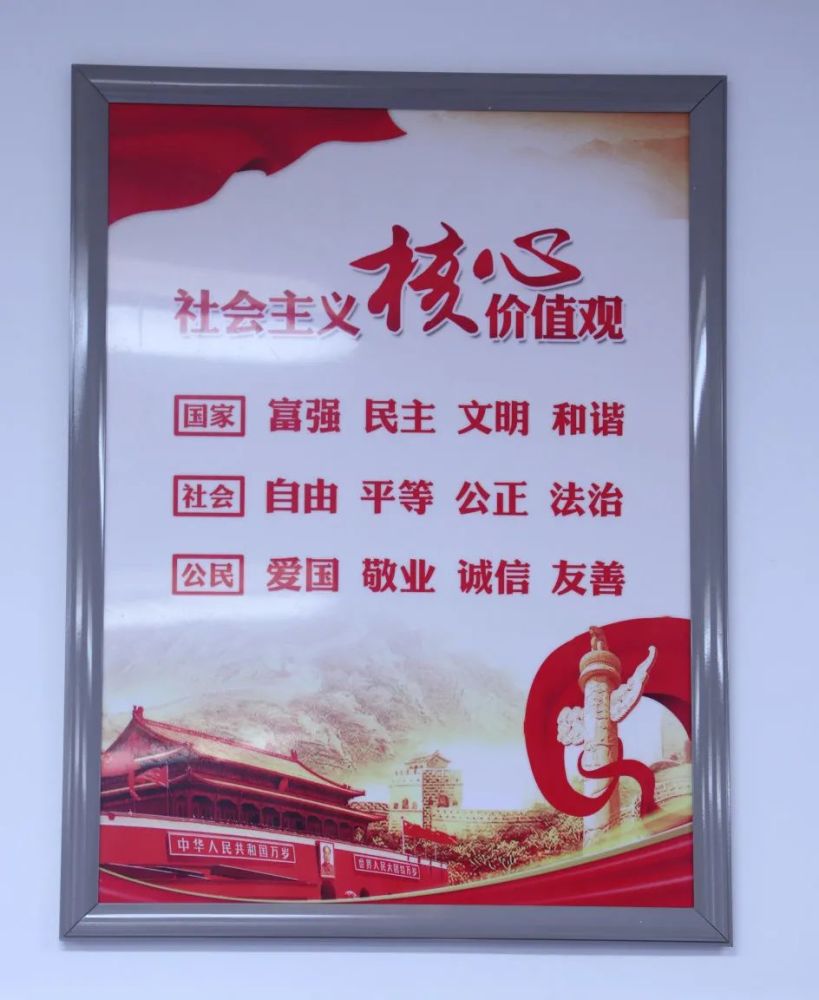 社会主义核心价值观
国家 富强 民主 文明 和谐
社会 自由 平等 公正 法治
公民 爱国 敬业 诚信 友善
中华人民共和国万岁
世界人民大团结万岁